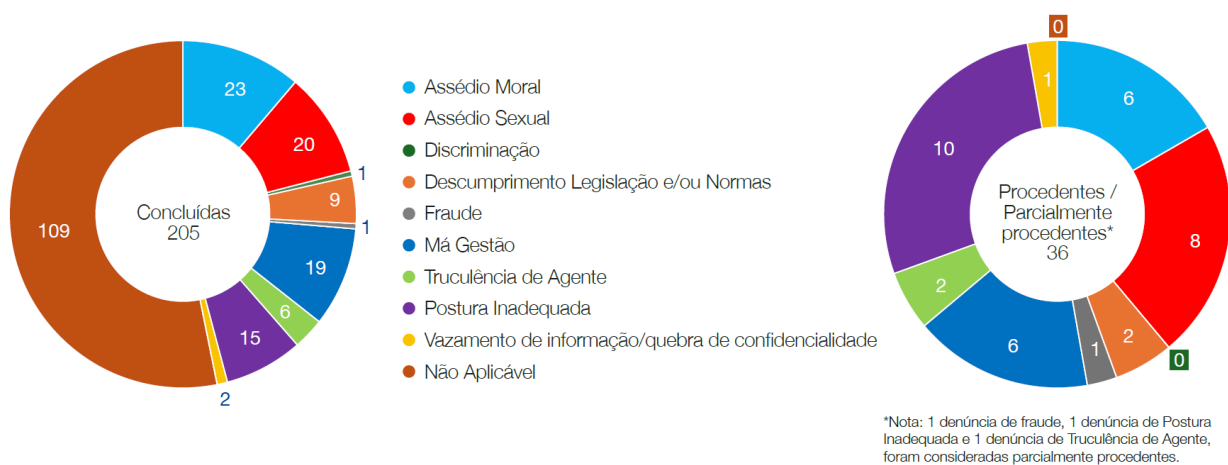 23
20
1
9
1
19
6
15
2
109
Concluídas
205
Assédio Moral
Assédio Sexual
Discriminação
Descumprimento Legislação e/ou Normas
Fraude
Má Gestão
Truculência de Agente
Postura Inadequada
Vazamento de informação/quebra de confidencialidade
Não Aplicável
0
1
6
10
8
2
6
1
2
0
Procedentes /
Parcialmente
procedentes*
36
*Nota: 1 denúncia de fraude, 1 denúncia de Postura
Inadequada e 1 denúncia de Truculência de Agente,
foram consideradas parcialmente procedentes.